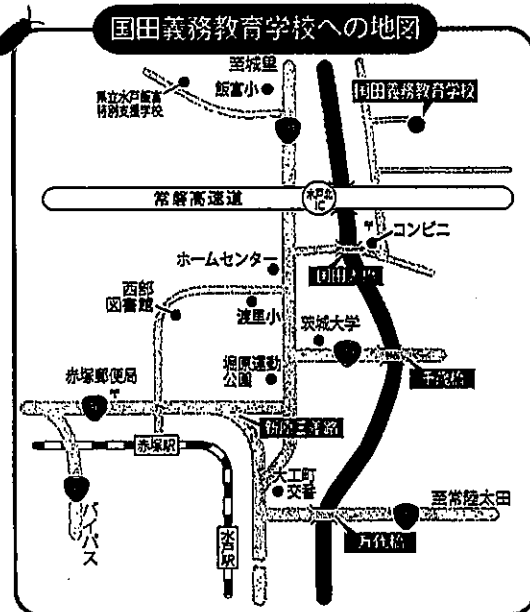 国田義務教育学校への地図
至城里
飯富小
県立水戸飯富
特別支援学校
国田義務教育学校
常磐高速道
水戸北
IC
コンビニ
ホームセンター
国田大橋
西部
図書館
渡里小
茨城大学
堀原運動
公園
千歳橋
赤塚郵便局
赤塚駅
大工町
交番
至常陸太田
バイパス
水戸駅
万代橋